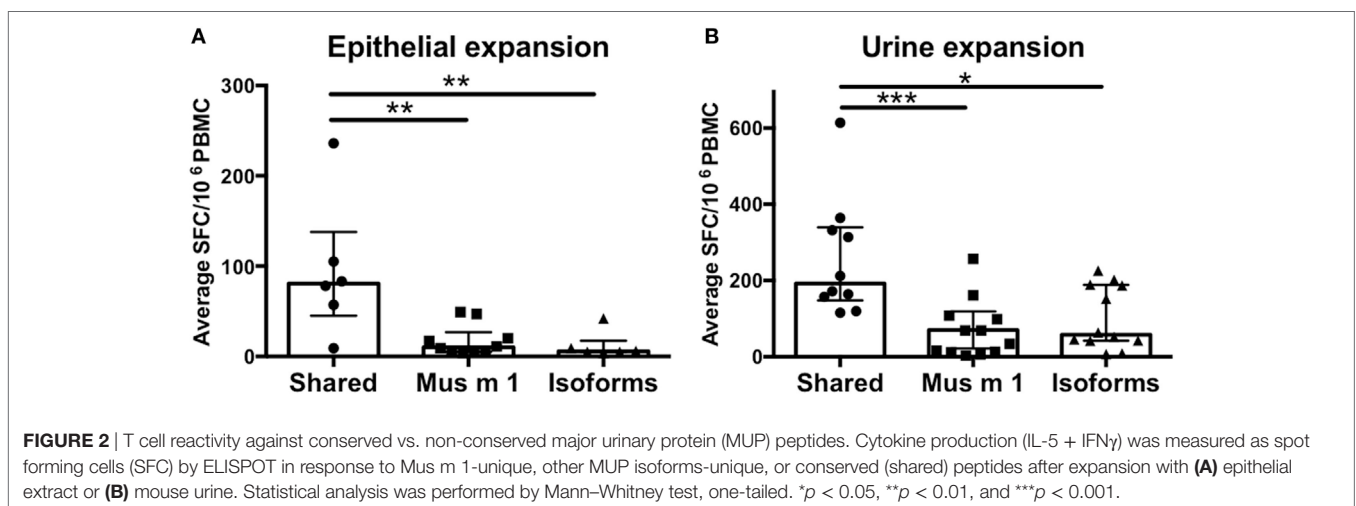 A
Epithelial expansion
Average SFC/10⁶ PBMC
300
200
100
0
**
**
Shared
Mus m 1
Isoforms
B
Urine expansion
Average SFC/10⁶ PBMC
600
400
200
0
*
***
Shared
Mus m 1
Isoforms
FIGURE 2 | T cell reactivity against conserved vs. non-conserved major urinary protein (MUP) peptides. Cytokine production (IL-5 + IFNγ) was measured as spot
forming cells (SFC) by ELISPOT in response to Mus m 1-unique, other MUP isoforms-unique, or conserved (shared) peptides after expansion with (A) epithelial
extract or (B) mouse urine. Statistical analysis was performed by Mann–Whitney test, one-tailed. *p < 0.05, **p < 0.01, and ***p < 0.001.